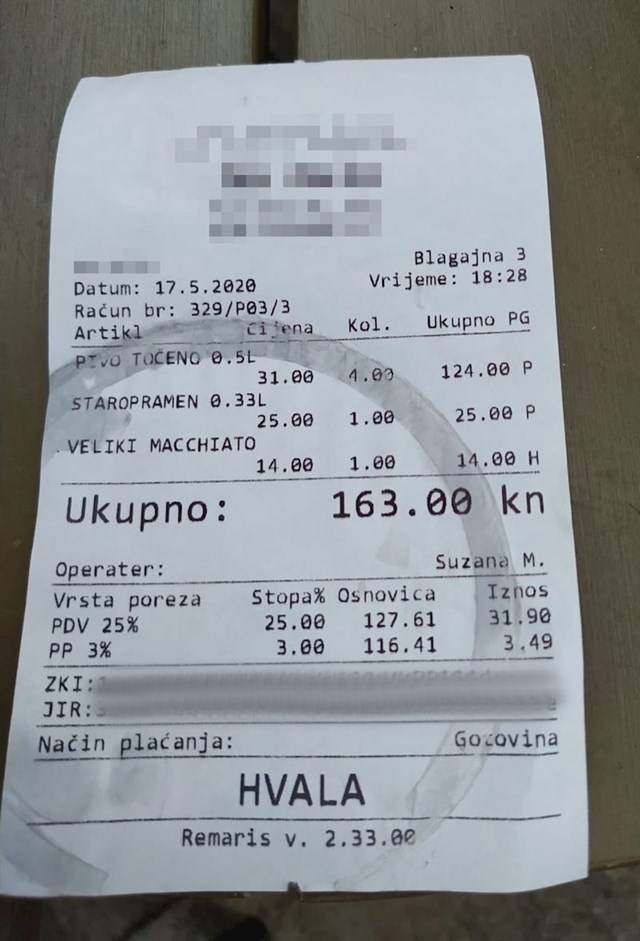 Blagajna 3
Datum: 17.5.2020 Vrijeme: 18:28
Račun br: 329/P03/3
Artikl Cijena Kol. Ukupno PG
PIVO TOČENO 0.5L
31.00 4.00 124.00 P
STAROPRAMEN 0.33L
25.00 1.00 25.00 P
VELIKI MACCHIATO
14.00 1.00 14.00 H
Ukupno: 163.00 kn
Operater: Suzana M.
Vrsta poreza Stopa% Osnovica Iznos
PDV 25% 25.00 127.61 31.90
PP 3% 3.00 116.41 3.49
ZKI:
JIR:
Način plaćanja: Gotovina
HVALA
Remaris v. 2.33.00